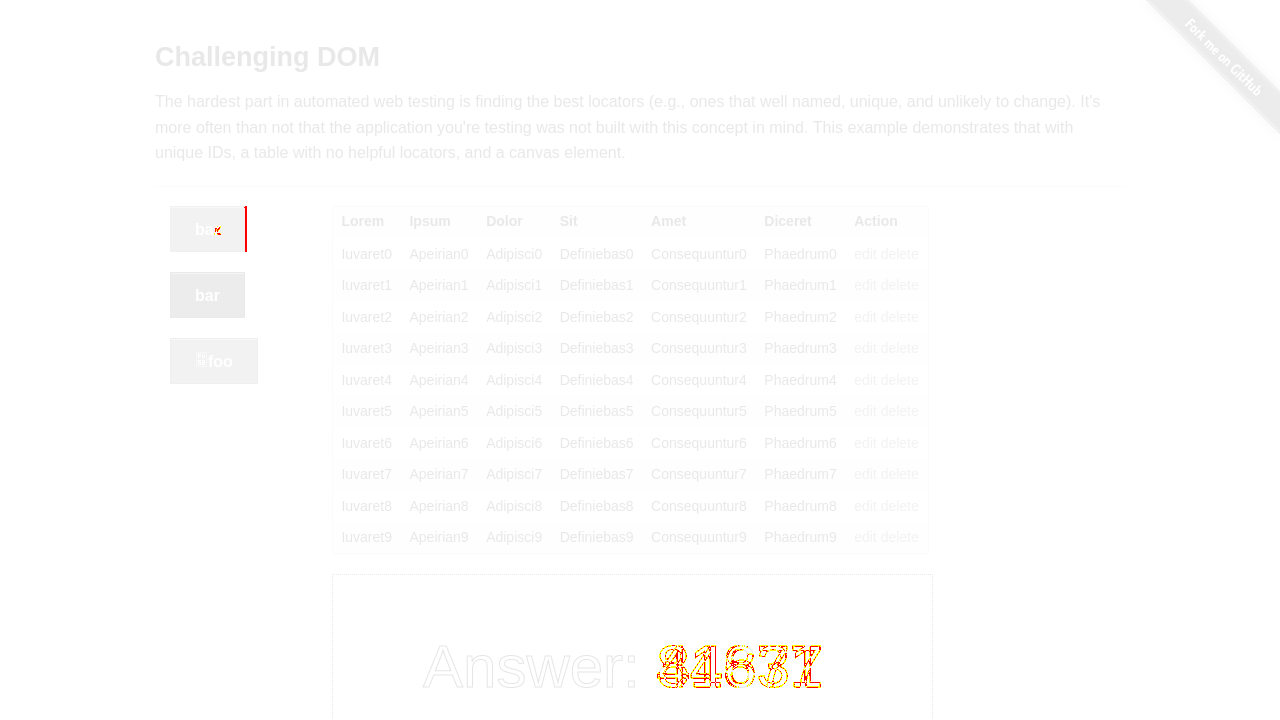 Fork me on GitHub
Challenging DOM
The hardest part in automated web testing is finding the best locators (e.g., ones that well named, unique, and unlikely to change). It's
more often than not that the application you're testing was not built with this concept in mind. This example demonstrates that with
unique IDs, a table with no helpful locators, and a canvas element.
bar
foo
Lorem Ipsum Dolor Sit Amet Diceret Action
Iuvaret0 Apeirian0 Adipisci0 Definiebas0 Consequuntur0 Phaedrum0 edit delete
Iuvaret1 Apeirian1 Adipisci1 Definiebas1 Consequuntur1 Phaedrum1 edit delete
Iuvaret2 Apeirian2 Adipisci2 Definiebas2 Consequuntur2 Phaedrum2 edit delete
Iuvaret3 Apeirian3 Adipisci3 Definiebas3 Consequuntur3 Phaedrum3 edit delete
Iuvaret4 Apeirian4 Adipisci4 Definiebas4 Consequuntur4 Phaedrum4 edit delete
Iuvaret5 Apeirian5 Adipisci5 Definiebas5 Consequuntur5 Phaedrum5 edit delete
Iuvaret6 Apeirian6 Adipisci6 Definiebas6 Consequuntur6 Phaedrum6 edit delete
Iuvaret7 Apeirian7 Adipisci7 Definiebas7 Consequuntur7 Phaedrum7 edit delete
Iuvaret8 Apeirian8 Adipisci8 Definiebas8 Consequuntur8 Phaedrum8 edit delete
Iuvaret9 Apeirian9 Adipisci9 Definiebas9 Consequuntur9 Phaedrum9 edit delete
Answer: